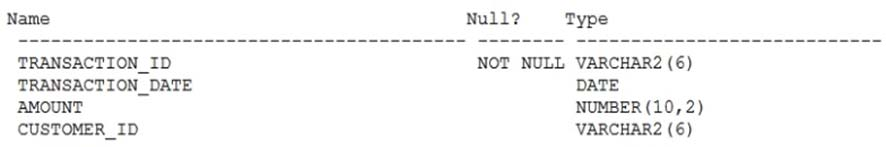 Name Null? Type
----------------------------------------- -------- ----------------------------
TRANSACTION_ID NOT NULL VARCHAR2(6)
TRANSACTION_DATE DATE
AMOUNT NUMBER(10,2)
CUSTOMER_ID VARCHAR2(6)